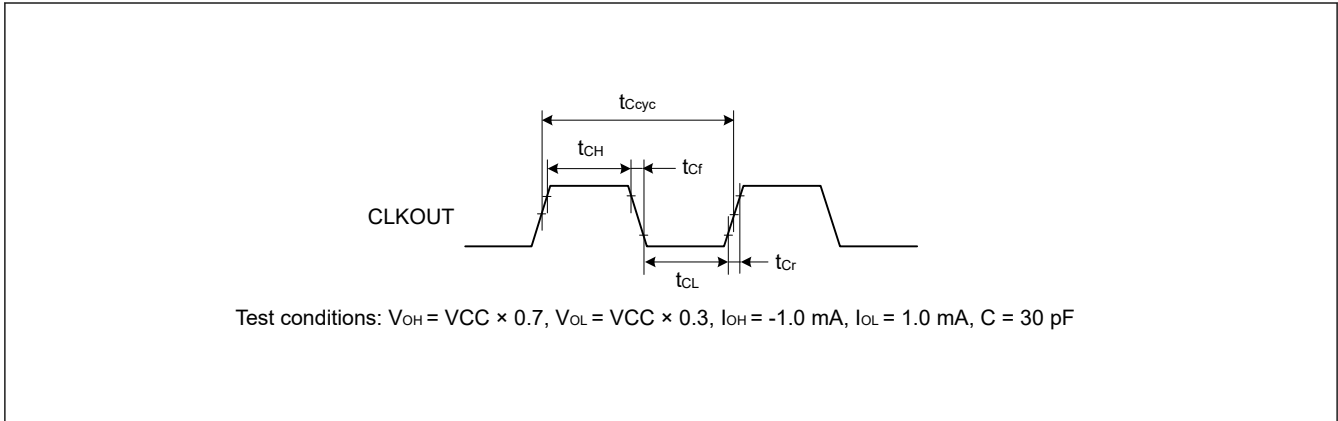 tCcyc
tCH
tCf
CLKOUT
tCL
tCr
Test conditions: VOH = VCC × 0.7, VOL = VCC × 0.3, IOH = -1.0 mA, IOL = 1.0 mA, C = 30 pF